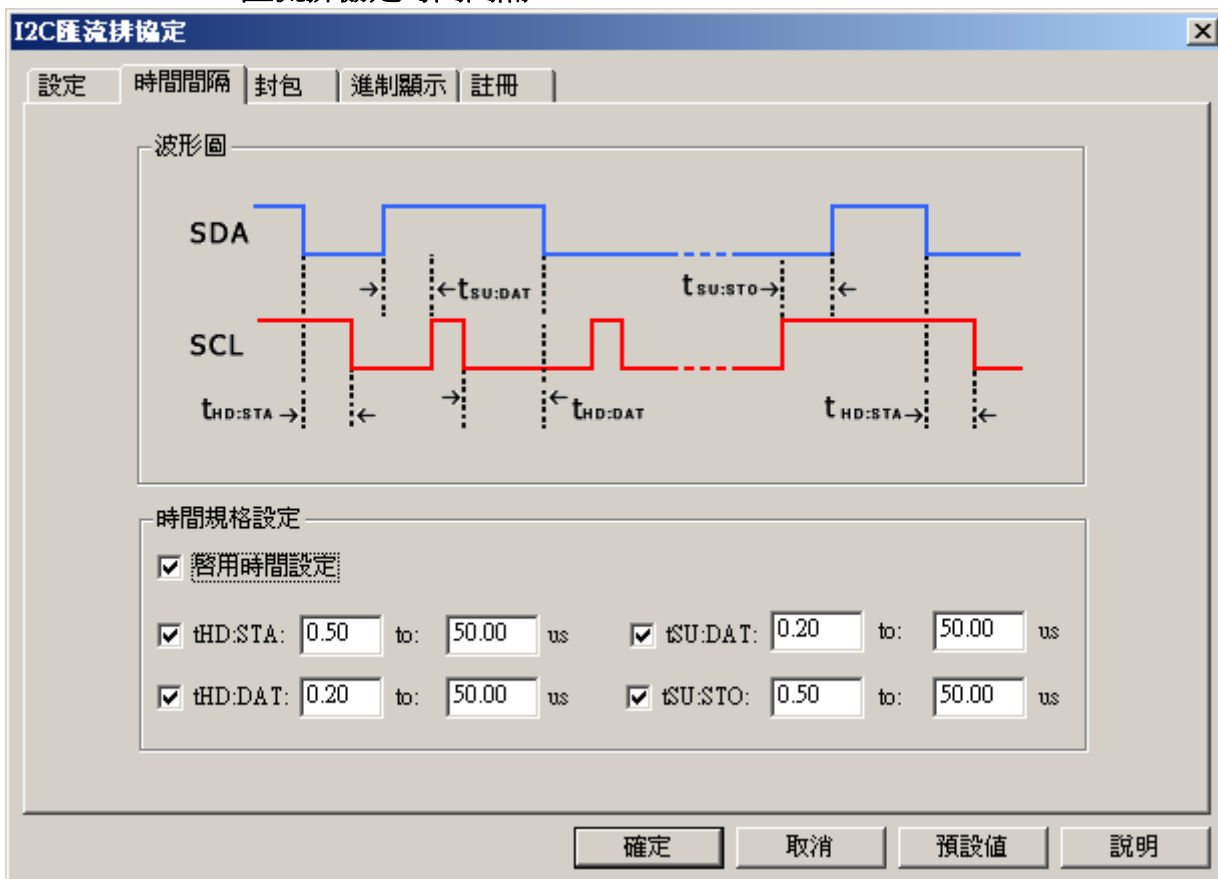 I2C匯流排協定
設定 時間間隔 封包 進制顯示 註冊
波形圖
SDA
tSU:DAT tSU:STO
SCL
tHD:STA tHD:DAT tHD:STA
時間規格設定
啓用時間設定
tHD:STA: 0.50 to: 50.00 us tSU:DAT: 0.20 to: 50.00 us
tHD:DAT: 0.20 to: 50.00 us tSU:STO: 0.50 to: 50.00 us
確定 取消 預設值 說明